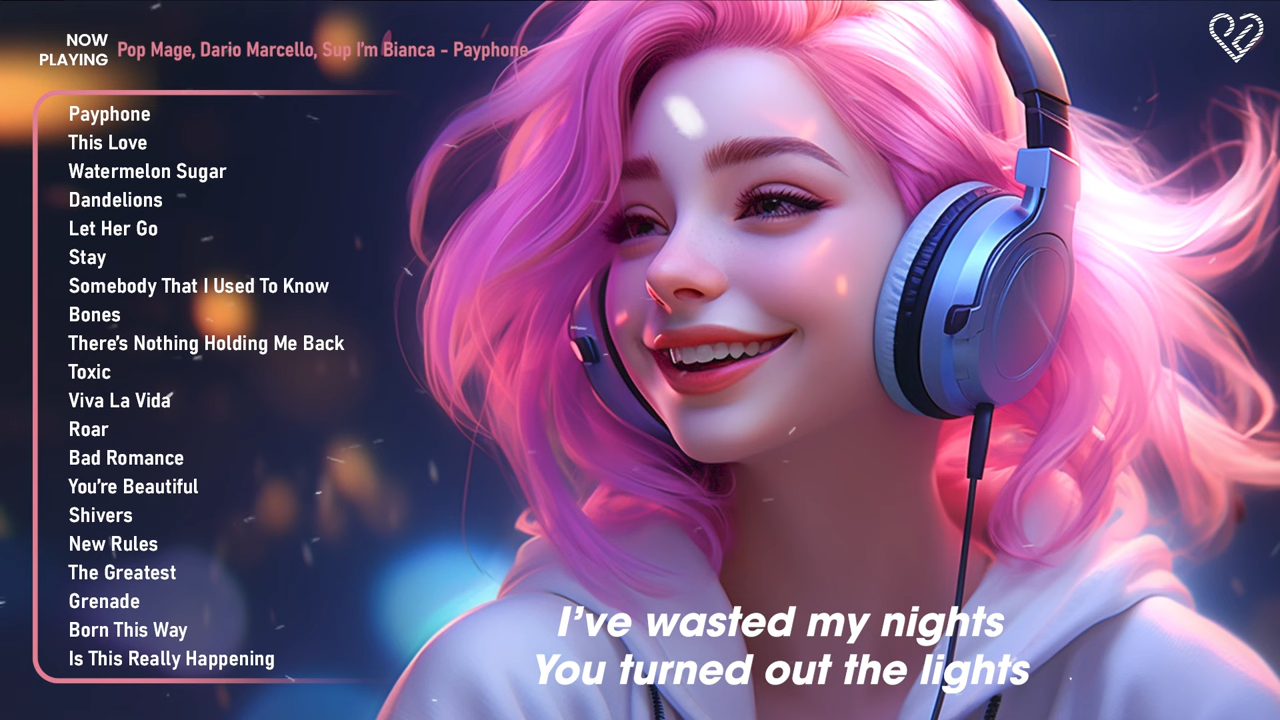 NOW
PLAYING
Pop Mage, Dario Marcello, Sup I'm Bianca - Payphone
Payphone
This Love
Watermelon Sugar
Dandelions
Let Her Go
Stay
Somebody That I Used To Know
Bones
There's Nothing Holding Me Back
Toxic
Viva La Vida
Roar
Bad Romance
You're Beautiful
Shivers
New Rules
The Greatest
Grenade
Born This Way
Is This Really Happening
I've wasted my nights
You turned out the lights